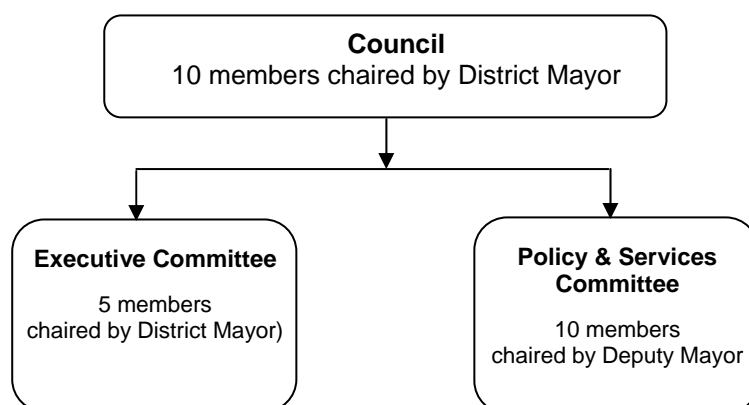 Council
10 members chaired by District Mayor
Executive Committee
5 members
chaired by District Mayor)
Policy & Services
Committee
10 members
chaired by Deputy Mayor